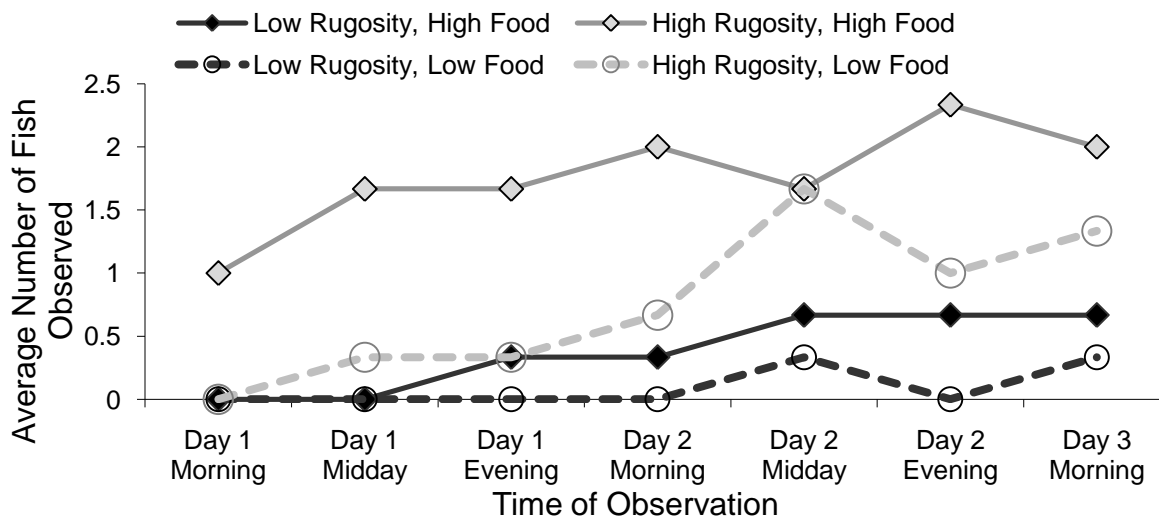 Low Rugosity, High Food
High Rugosity, High Food
Low Rugosity, Low Food
High Rugosity, Low Food
Average Number of Fish
Observed
2.5
2
1.5
1
0.5
0
Day 1
Morning
Day 1
Midday
Day 1
Evening
Day 2
Morning
Day 2
Midday
Day 2
Evening
Day 3
Morning
Time of Observation